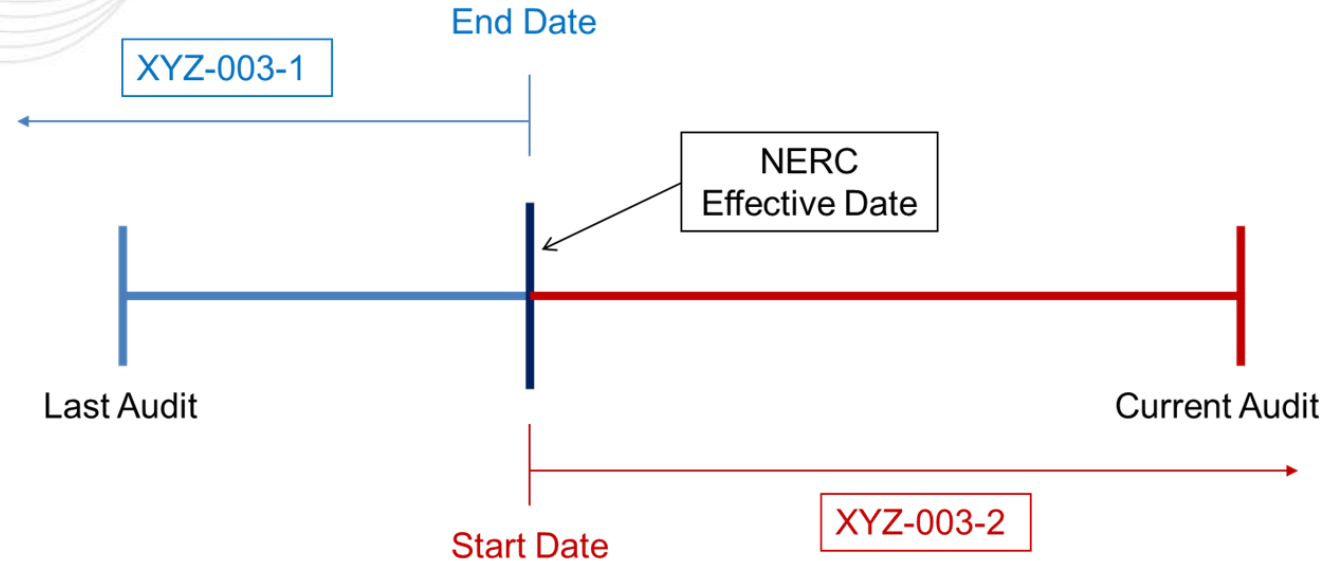 End Date
XYZ-003-1
NERC
Effective Date
Last Audit
Current Audit
XYZ-003-2
Start Date